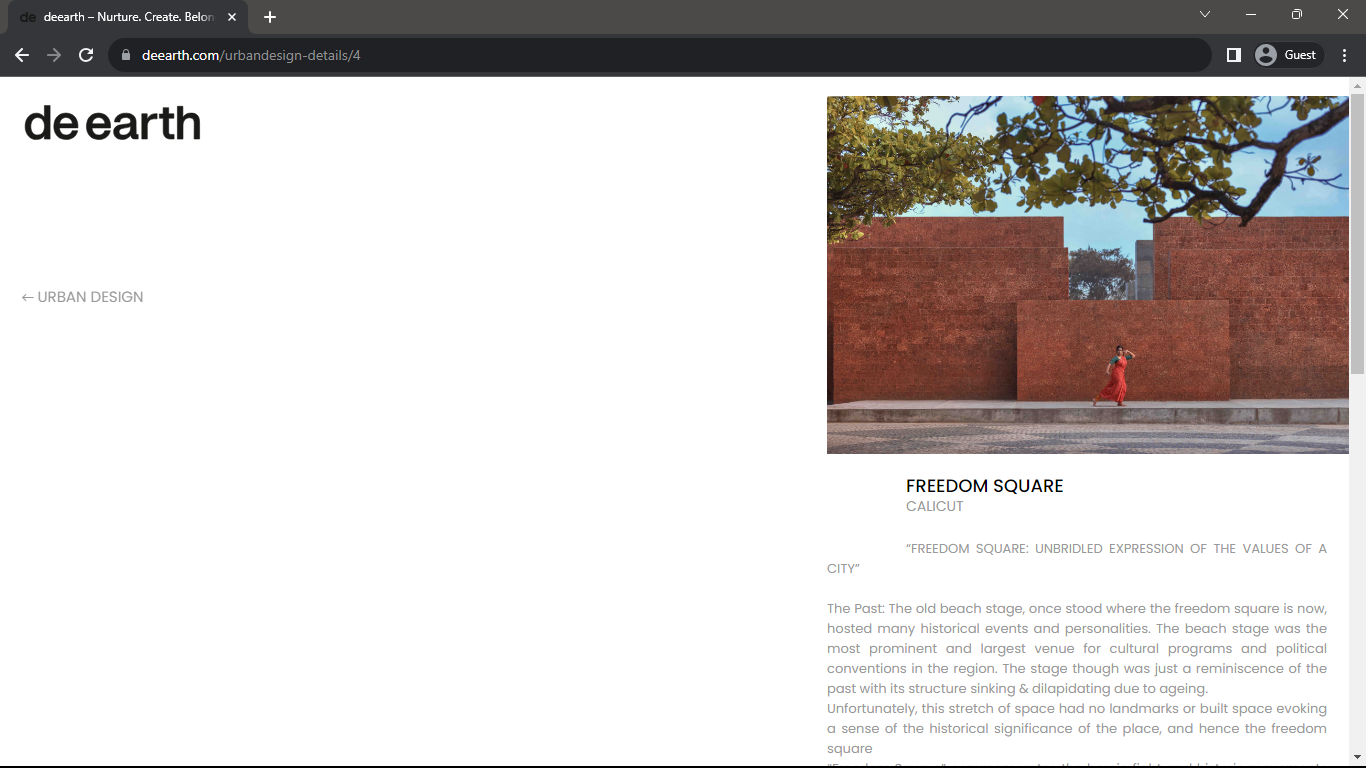 de deearth – Nurture. Create. Belon
deearth.com/urbandesign-details/4
Guest
de earth
← URBAN DESIGN
FREEDOM SQUARE
CALICUT
“FREEDOM SQUARE: UNBRIDLED EXPRESSION OF THE VALUES OF A
CITY”
The Past: The old beach stage, once stood where the freedom square is now,
hosted many historical events and personalities. The beach stage was the
most prominent and largest venue for cultural programs and political
conventions in the region. The stage though was just a reminiscence of the
past with its structure sinking & dilapidating due to ageing.
Unfortunately, this stretch of space had no landmarks or built space evoking
a sense of the historical significance of the place, and hence the freedom
square